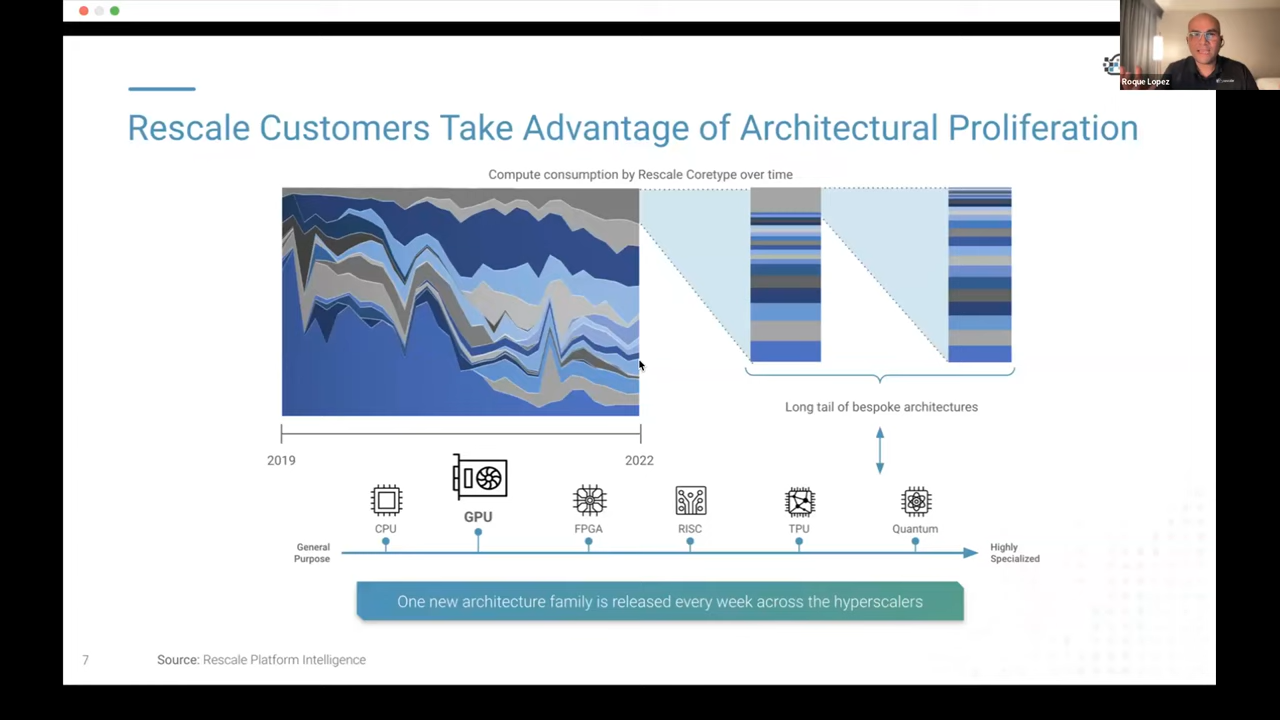 Roque Lopez
Rescale Customers Take Advantage of Architectural Proliferation
Compute consumption by Rescale Coretype over time
Long tail of bespoke architectures
2019
2022
CPU
GPU
FPGA
RISC
TPU
Quantum
General
Purpose
Highly
Specialized
One new architecture family is released every week across the hyperscalers
7
Source: Rescale Platform Intelligence